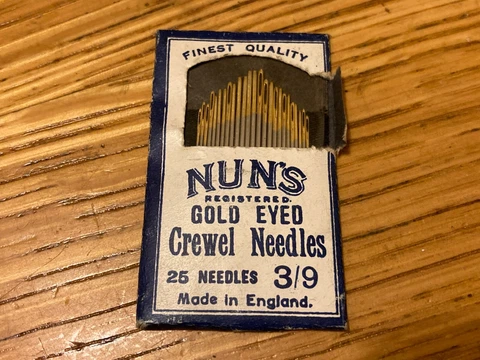 FINEST QUALITY
NUN'S
REGISTERED.
GOLD EYED
Crewel Needles
25 NEEDLES 3/9
Made in England.